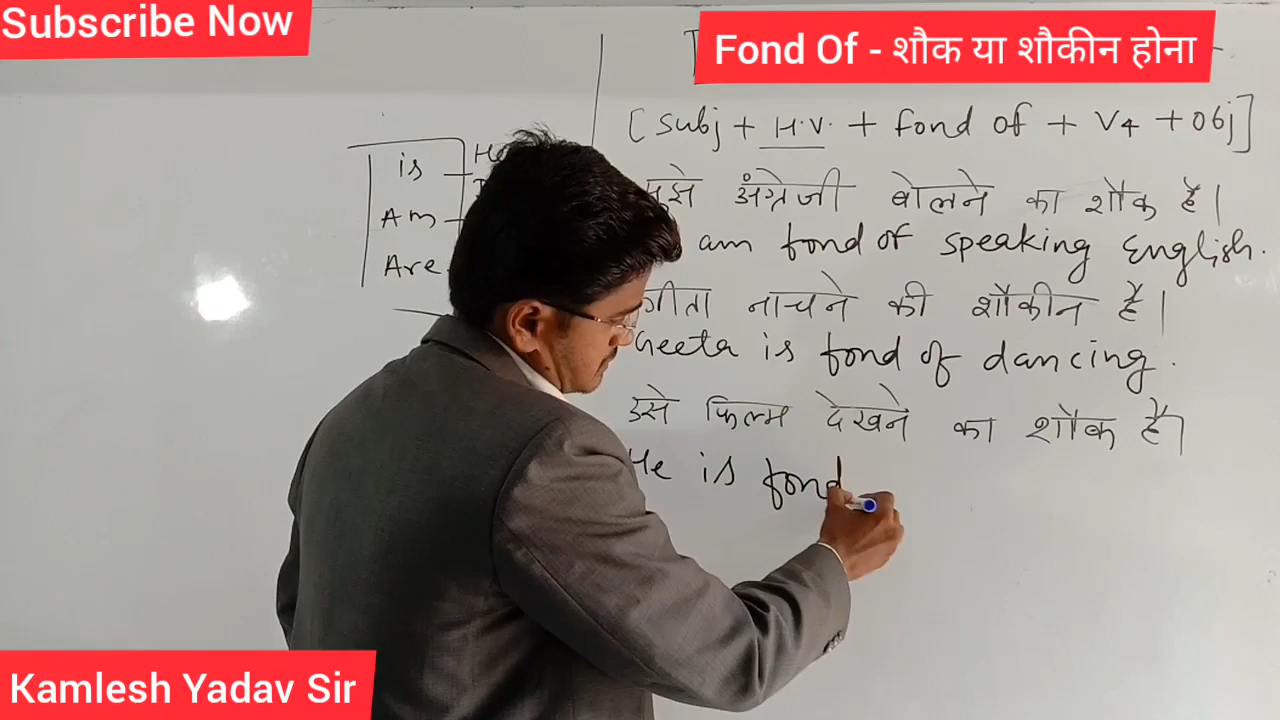 Subscribe Now
Fond Of - शौक या शौकीन होना
[Subj + H.V. + fond of + V4 + Obj]
is
Am
Are
मुझे अंग्रेजी बोलने का शौक है।
am fond of speaking English.
गीता नाचने की शौकीन है।
Geeta is fond of dancing.
उसे फिल्म देखने का शौक है।
He is fond
Kamlesh Yadav Sir